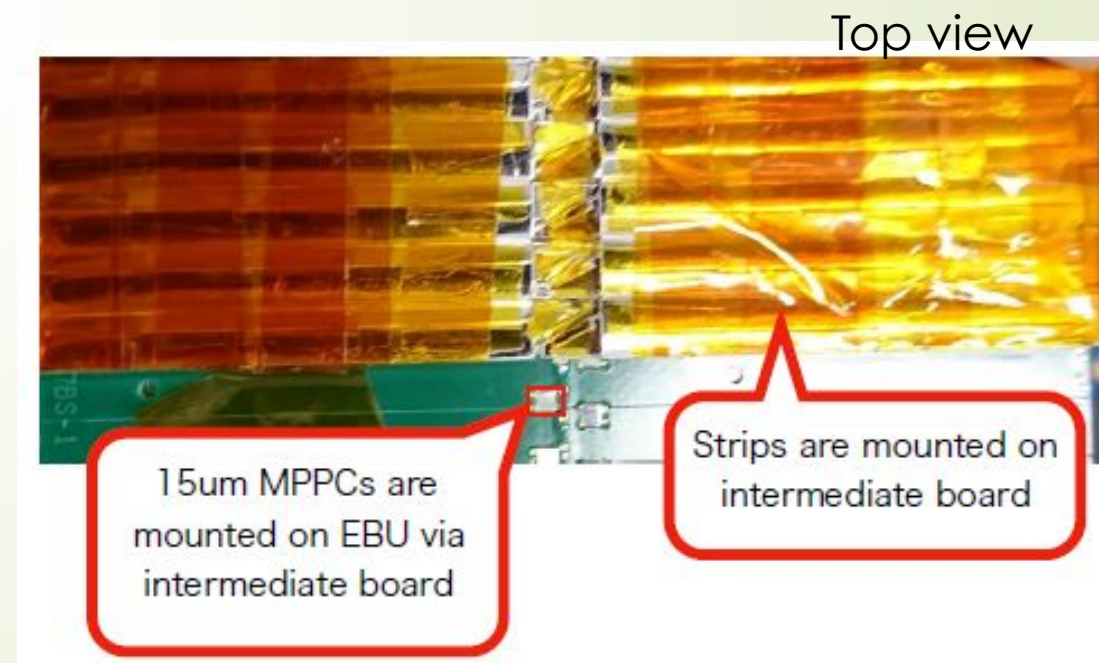 Top view
15um MPPCs are
mounted on EBU via
intermediate board
Strips are mounted on
intermediate board